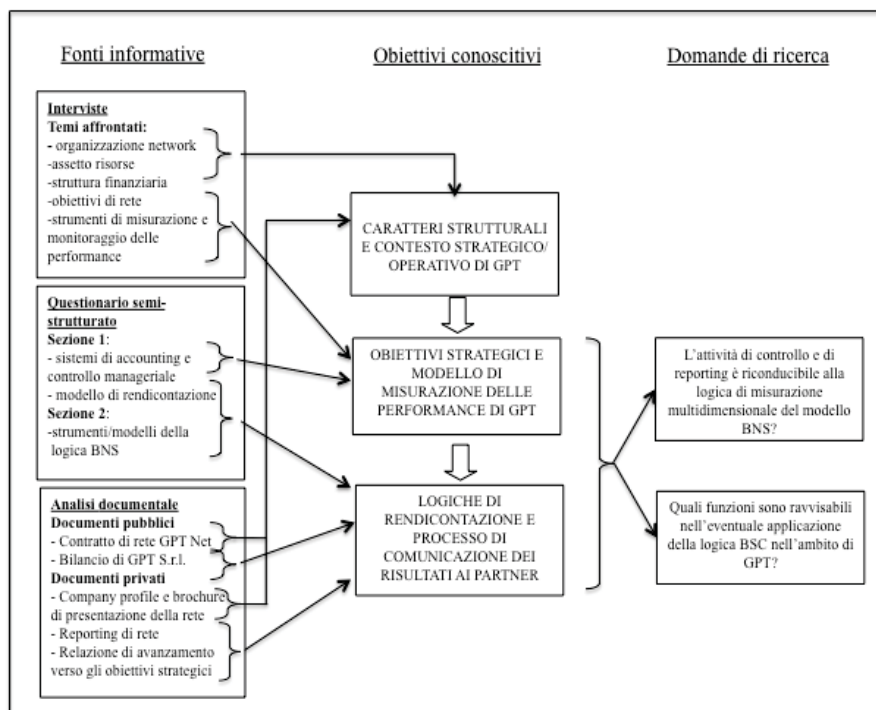 Fonti informative
Obiettivi conoscitivi
Domande di ricerca
Interviste
Temi affrontati:
- organizzazione network
-assetto risorse
-struttura finanziaria
-obiettivi di rete
-strumenti di misurazione e
monitoraggio delle
performance
Questionario semi-
strutturato
Sezione 1:
- sistemi di accounting e
controllo manageriale
- modello di rendicontazione
Sezione 2:
-strumenti/modelli della
logica BNS
Analisi documentale
Documenti pubblici
- Contratto di rete GPT Net
- Bilancio di GPT S.r.l.
Documenti privati
- Company profile e brochure
di presentazione della rete
- Reporting di rete
- Relazione di avanzamento
verso gli obiettivi strategici
CARATTERI STRUTTURALI
E CONTESTO STRATEGICO/
OPERATIVO DI GPT
OBIETTIVI STRATEGICI E
MODELLO DI
MISURAZIONE DELLE
PERFORMANCE DI GPT
LOGICHE DI
RENDICONTAZIONE E
PROCESSO DI
COMUNICAZIONE DEI
RISULTATI AI PARTNER
L'attività di controllo e di
reporting è riconducibile alla
logica di misurazione
multidimensionale del modello
BNS?
Quali funzioni sono ravvisabili
nell'eventuale applicazione
della logica BSC nell'ambito di
GPT?